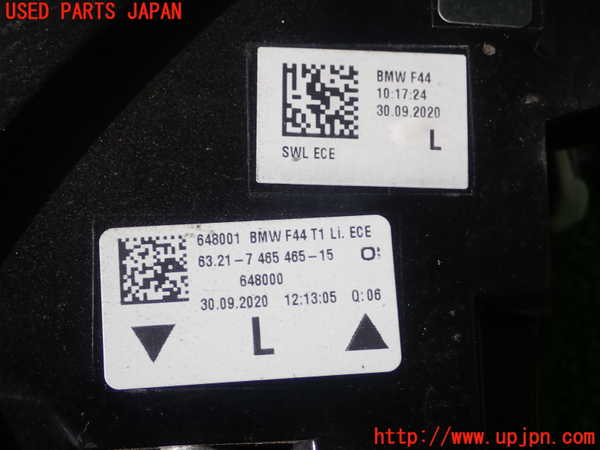 USED PARTS JAPAN
BMW F44
10:17:24
30.09.2020
L
SWL ECE
648001 BMW F44 T1 Li. ECE
63.21-7 465 465-15
648000
30.09.2020 12:13:05 Q:06
L
http://www.upjpn.com/